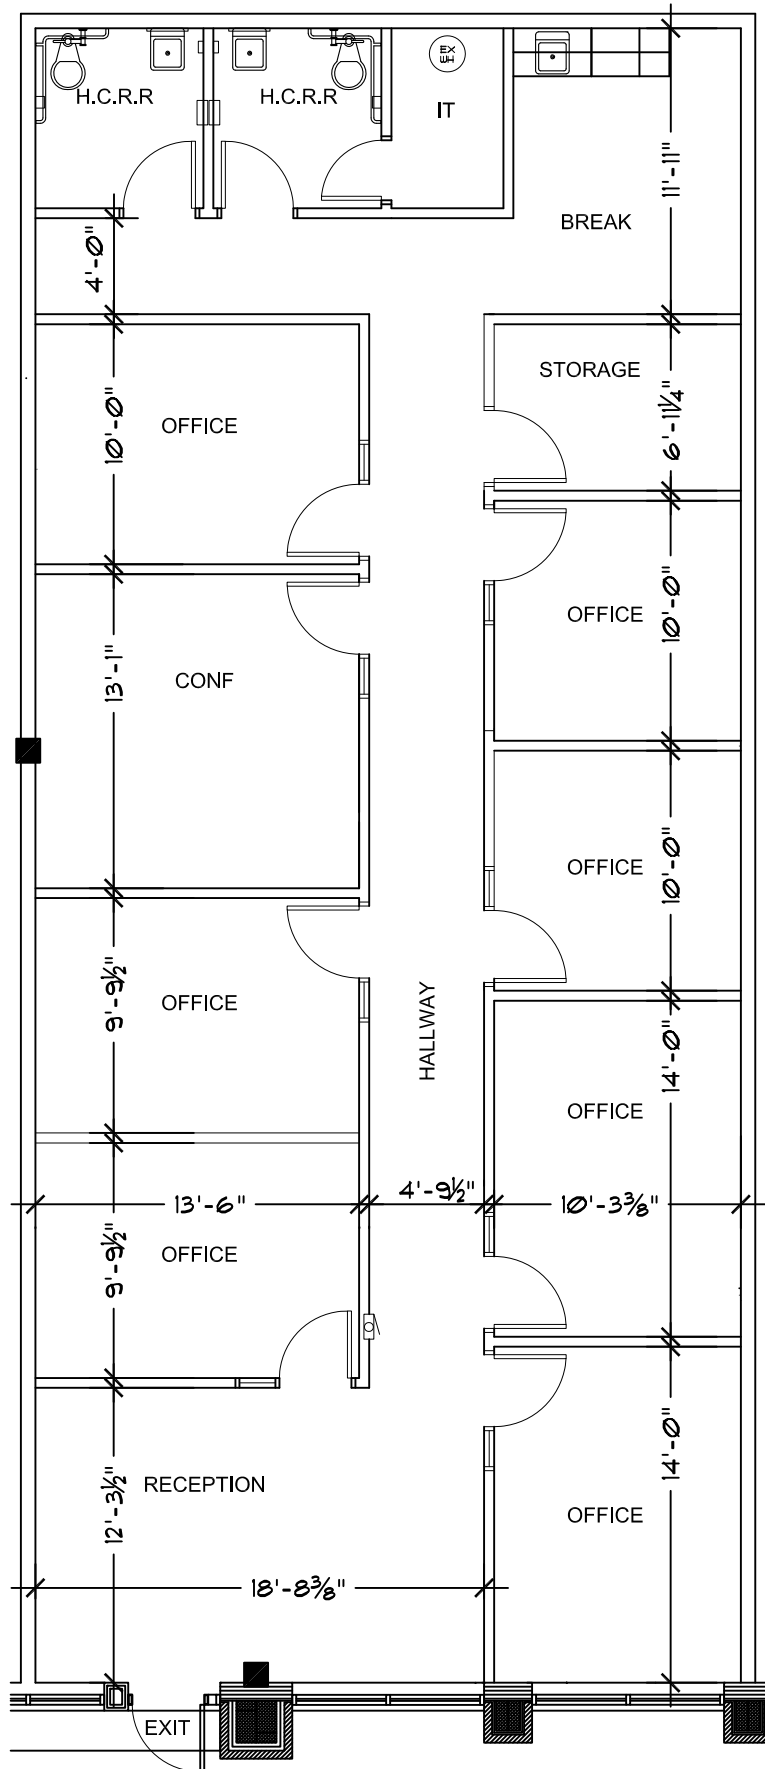 H.C.R.R
H.C.R.R
EX
WH
IT
11'-11"
BREAK
4'-0"
STORAGE
OFFICE
10'-0"
6'-11¼"
OFFICE
10'-0"
CONF
13'-1"
OFFICE
10'-0"
OFFICE
9'-9½"
HALLWAY
14'-0"
OFFICE
13'-6"
4'-9½"
10'-3⅜"
OFFICE
9'-9½"
14'-0"
RECEPTION
12'-3½"
OFFICE
18'-8⅜"
EXIT